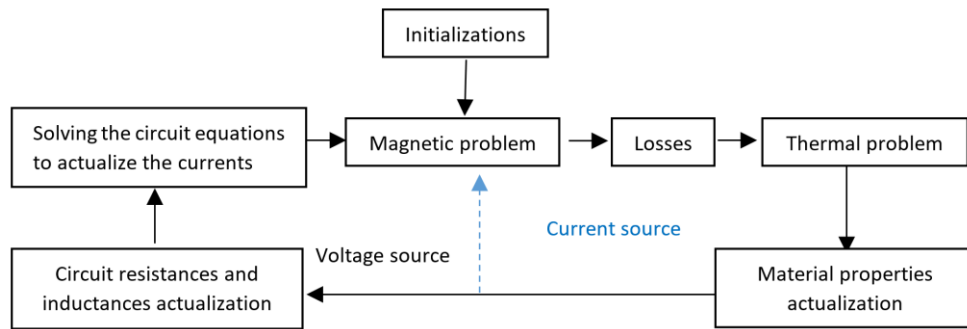 Initializations
Solving the circuit equations
to actualize the currents
Magnetic problem
Losses
Thermal problem
Current source
Voltage source
Circuit resistances and
inductances actualization
Material properties
actualization